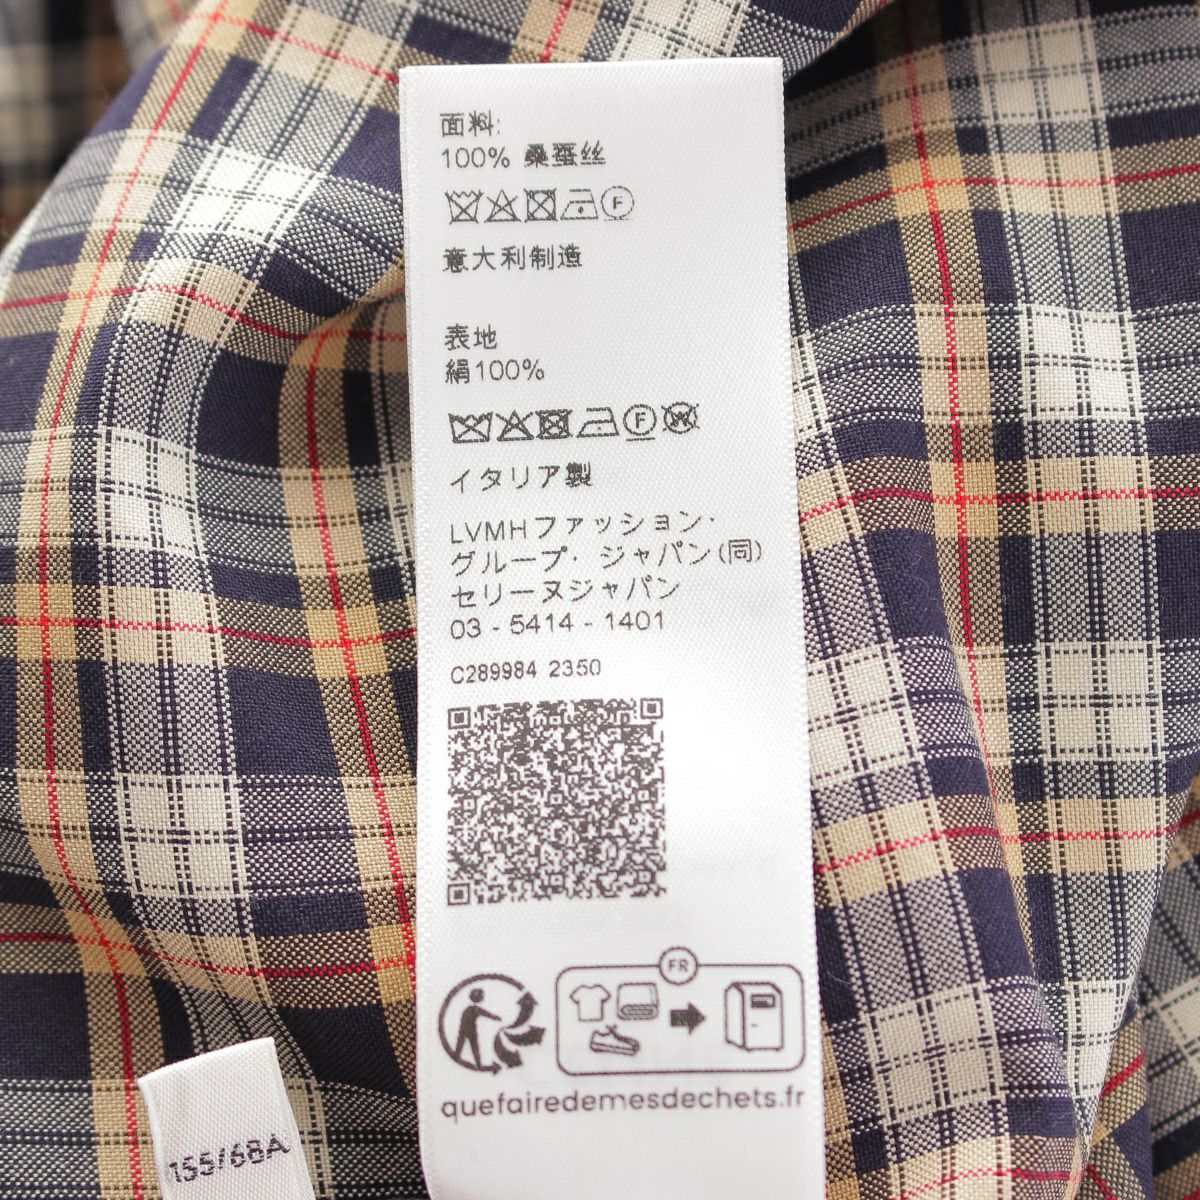 面料:
100% 桑蚕丝
F
意大利制造
表地
絹100%
F W
イタリア製
LVMHファッション・
グループ・ジャパン(同)
セリーヌジャパン
03 - 5414 - 1401
C289984 2350
FR
quefairedemesdechets.fr
155/68A